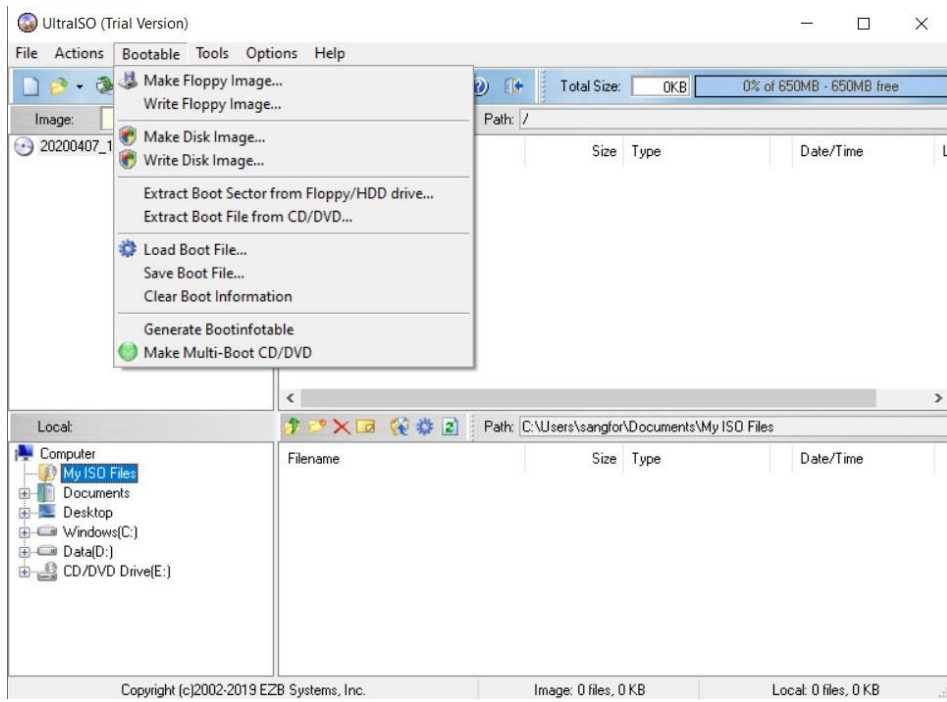 UltraISO (Trial Version)
File Actions Bootable Tools Options Help
Make Floppy Image...
Write Floppy Image...
Make Disk Image...
Write Disk Image...
Extract Boot Sector from Floppy/HDD drive...
Extract Boot File from CD/DVD...
Load Boot File...
Save Boot File...
Clear Boot Information
Generate Bootinfotable
Make Multi-Boot CD/DVD
Total Size: 0KB 0% of 650MB - 650MB free
Image: Path: /
20200407_1 Size Type Date/Time L
Local: Path: C:\Users\sangfor\Documents\My ISO Files
Computer
My ISO Files
Documents
Desktop
Windows(C:)
Data(D:)
CD/DVD Drive(E:)
Filename Size Type Date/Time
Copyright (c)2002-2019 EZB Systems, Inc. Image: 0 files, 0 KB Local: 0 files, 0 KB